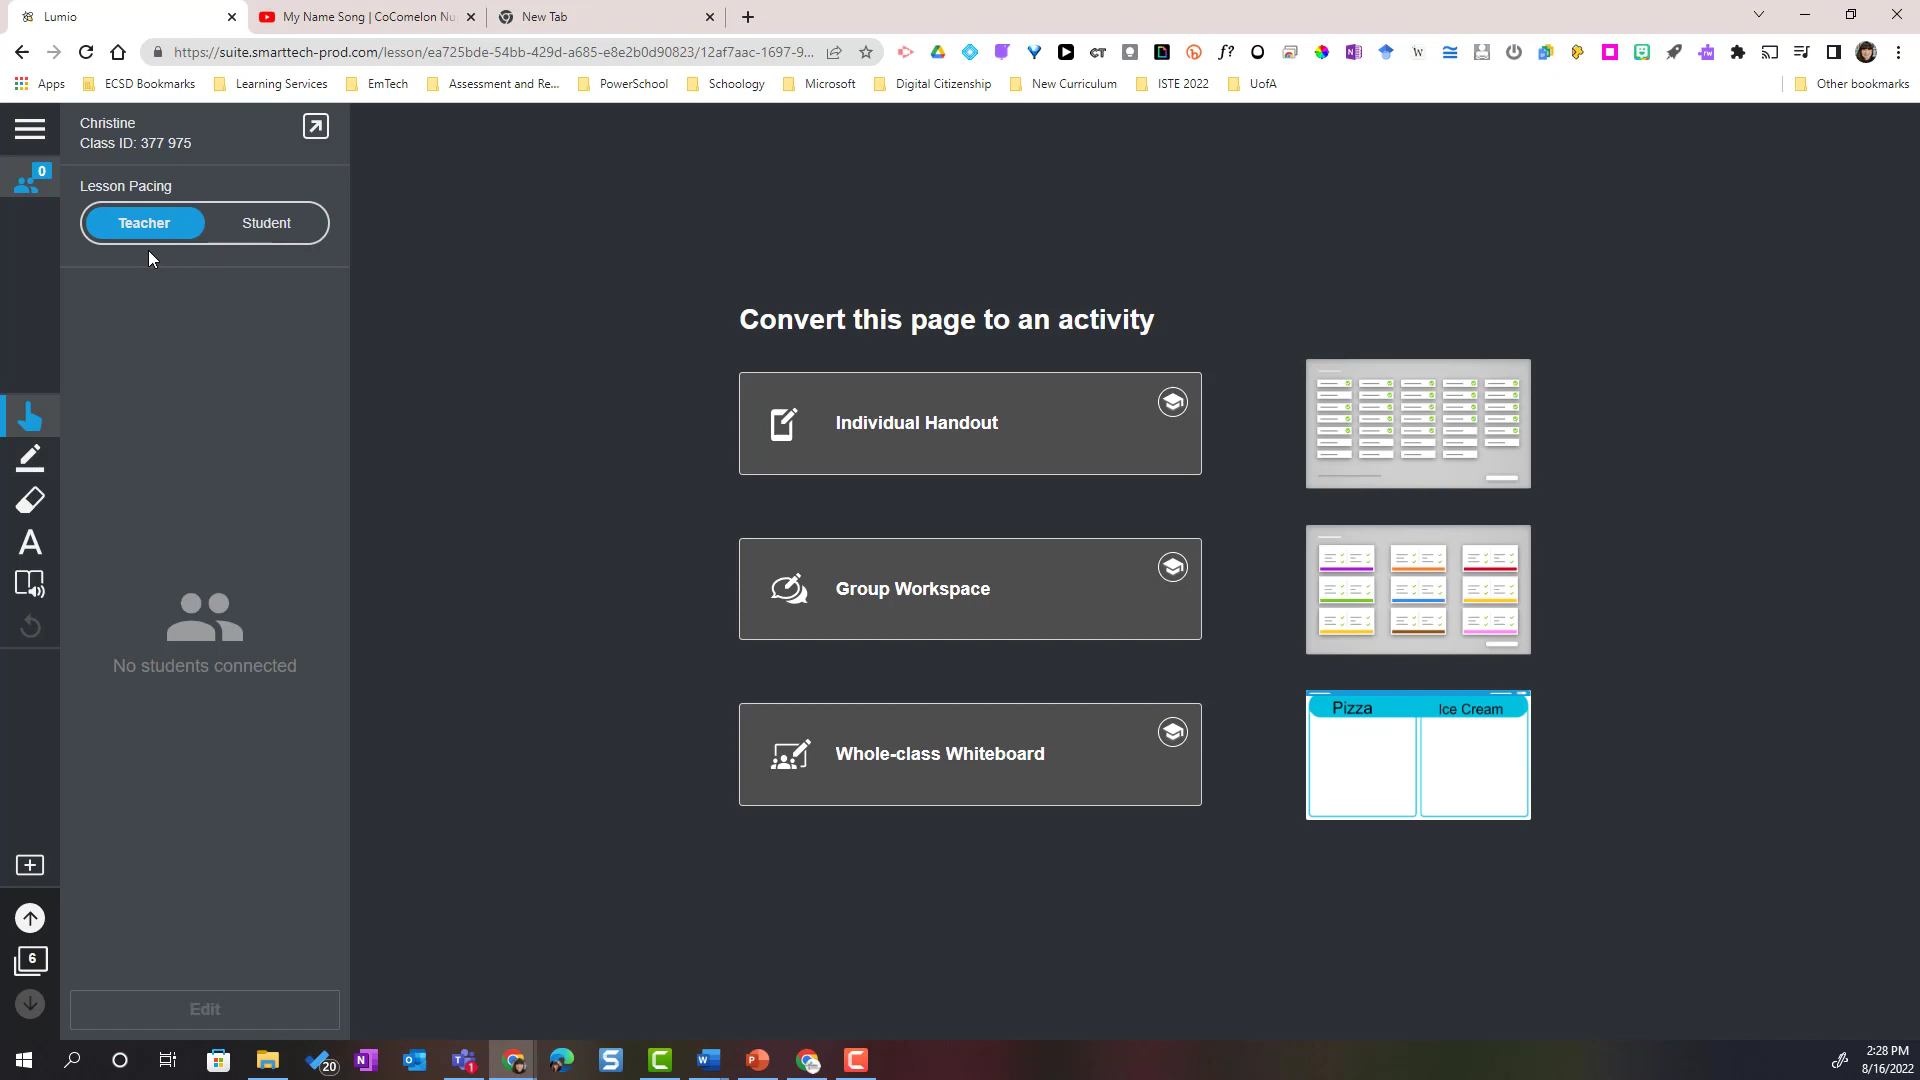 Lumio
My Name Song | CoComelon Nu
New Tab
https://suite.smarttech-prod.com/lesson/ea725bde-54bb-429d-a685-e8e2b0d90823/12af7aac-1697-9...
Apps
ECSD Bookmarks
Learning Services
EmTech
Assessment and Re...
PowerSchool
Schoology
Microsoft
Digital Citizenship
New Curriculum
ISTE 2022
UofA
Other bookmarks
Christine
Class ID: 377 975
0
Lesson Pacing
Teacher
Student
Convert this page to an activity
Individual Handout
Group Workspace
No students connected
Pizza
Ice Cream
Whole-class Whiteboard
6
Edit
20
1
2:28 PM
8/16/2022